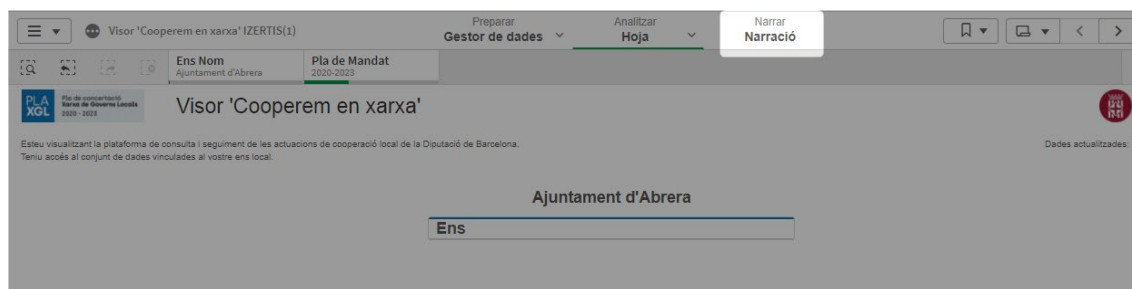 Visor 'Cooperem en xarxa' IZERTIS(1)
Preparar
Gestor de dades
Analitzar
Hoja
Narrar
Narració
Ens Nom
Ajuntament d'Abrera
Pla de Mandat
2020-2023
PLA
XGL
Pla de concertació
Xarxa de Governs Locals
2020 - 2023
Visor 'Cooperem en xarxa'
Esteu visualitzant la plataforma de consulta i seguiment de les actuacions de cooperació local de la Diputació de Barcelona.
Teniu accés al conjunt de dades vinculades al vostre ens local.
Dades actualitzades:
Ajuntament d'Abrera
Ens